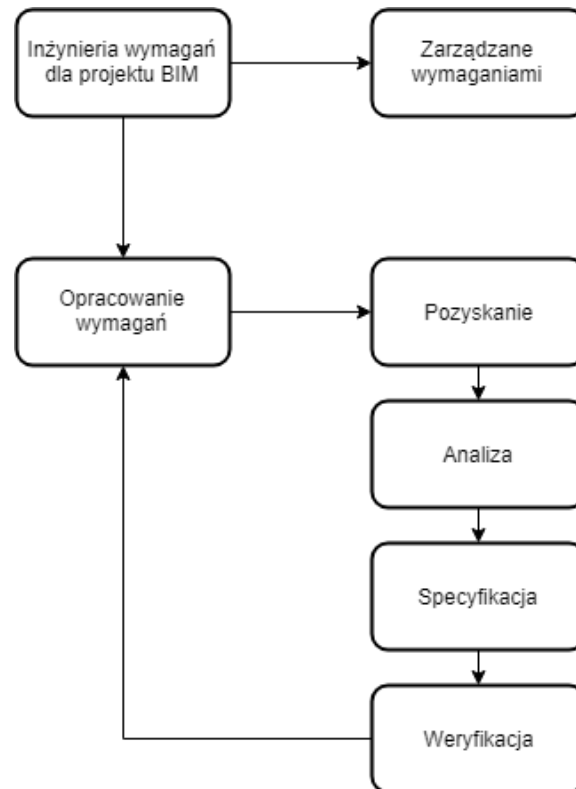 Inżynieria wymagań
dla projektu BIM
Zarządzane
wymaganiami
Opracowanie
wymagań
Pozyskanie
Analiza
Specyfikacja
Weryfikacja